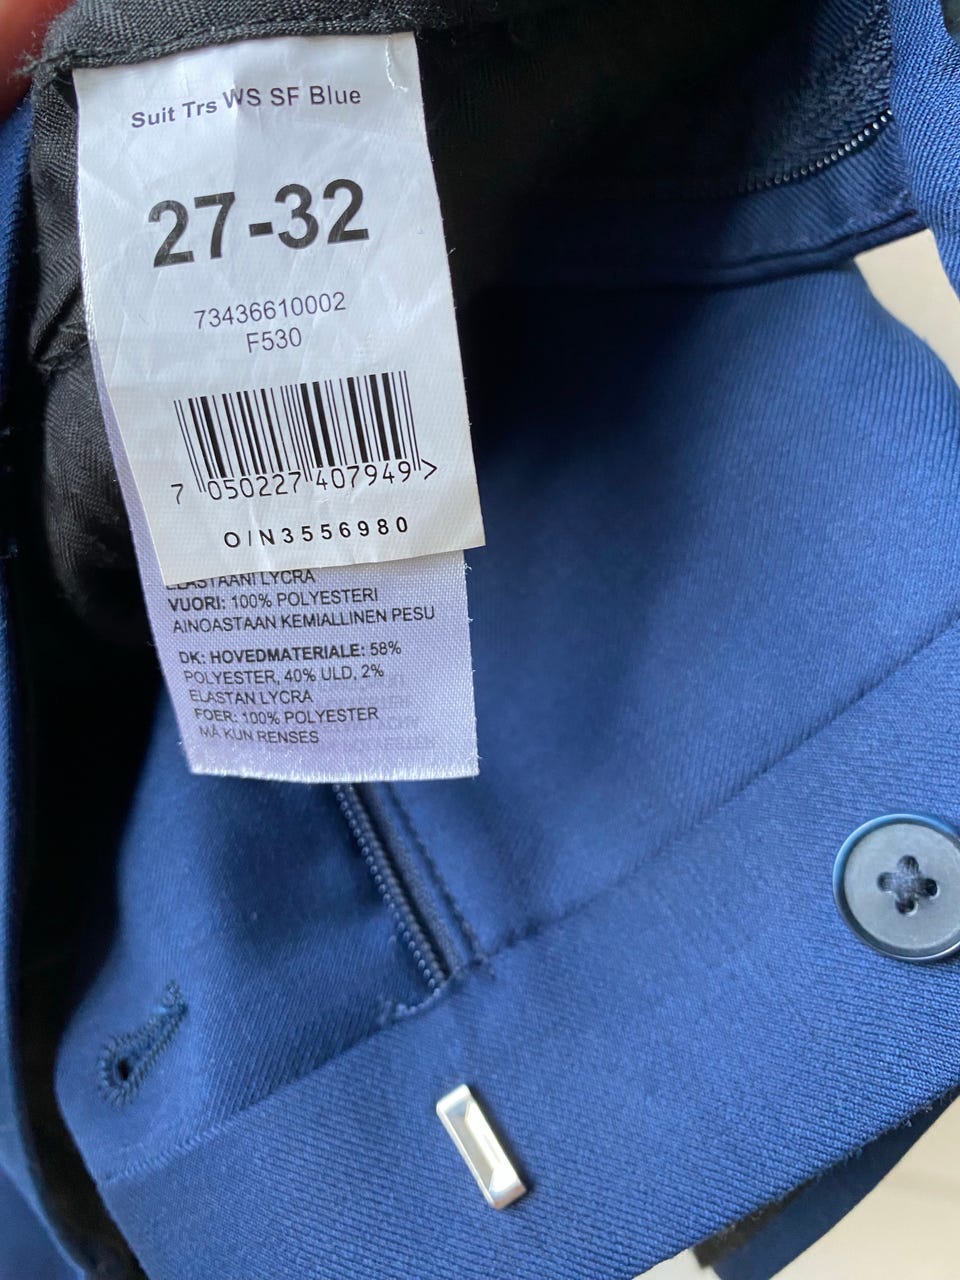 Suit Trs WS SF Blue
27-32
73436610002
F530
7 050227 407949 >
O/N3556980
ELASTAANI LYCRA
VUORI: 100% POLYESTERI
AINOASTAAN KEMIALLINEN PESU
DK: HOVEDMATERIALE: 58%
POLYESTER, 40% ULD, 2%
ELASTAN LYCRA
FOER: 100% POLYESTER
MÅ KUN RENSES